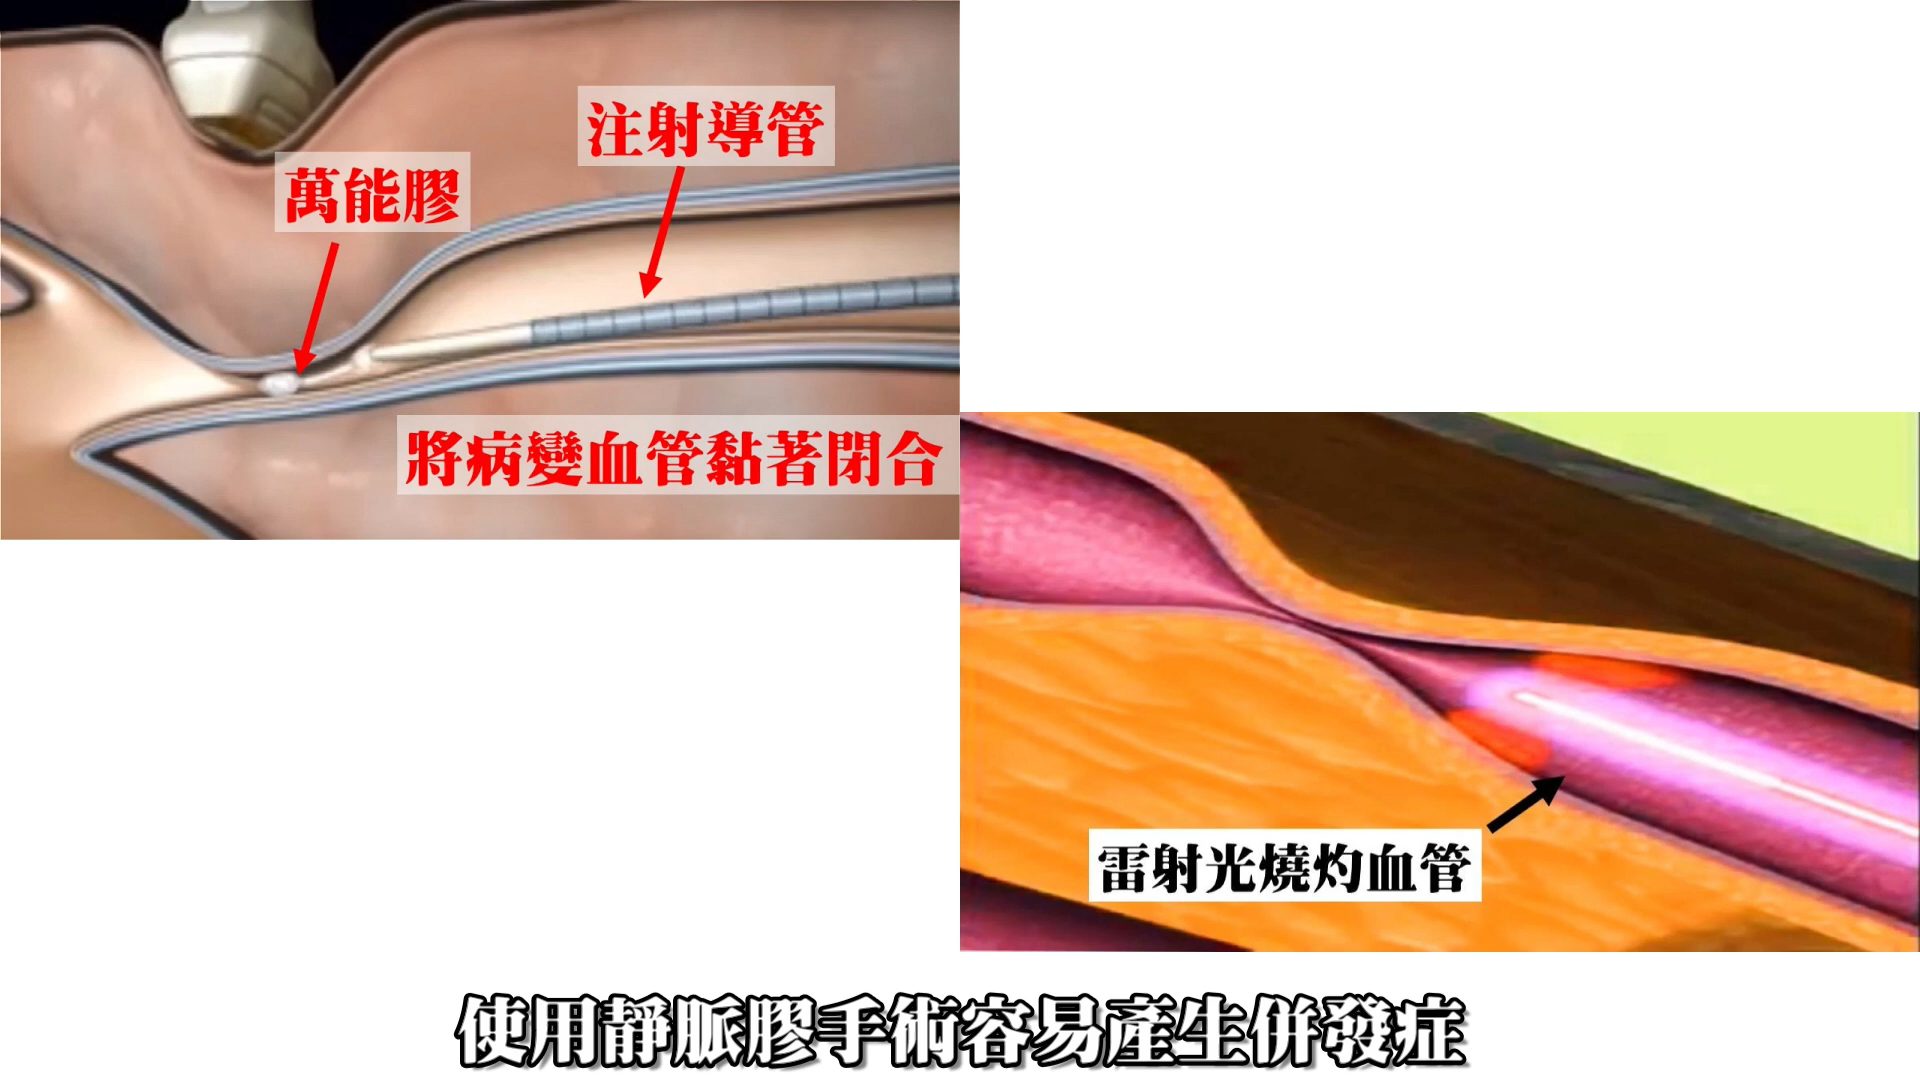 注射導管
萬能膠
將病變血管黏著閉合
雷射光燒灼血管
使用靜脈膠手術容易產生併發症